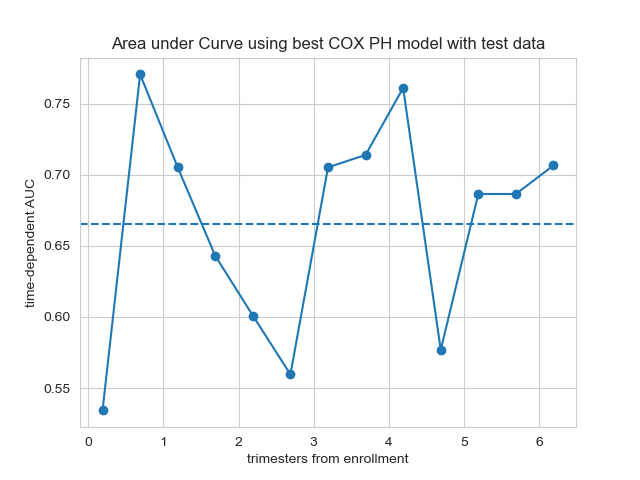 Area under Curve using best COX PH model with test data
time-dependent AUC
0.75
0.70
0.65
0.60
0.55
0 1 2 3 4 5 6
trimesters from enrollment